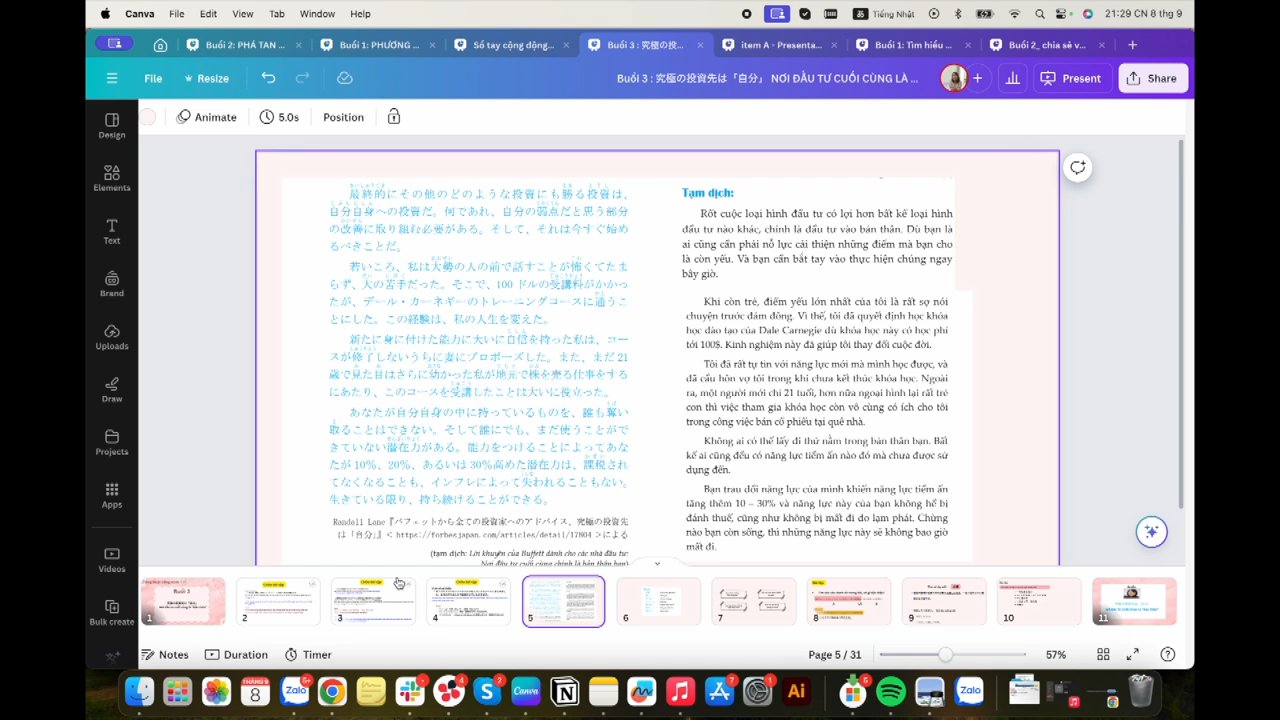 Canva File Edit View Tab Window Help
Tiếng Nhật 21:29 CN 8 thg 9
Buổi 2: PHÁ TAN ... Buổi 1: PHƯƠNG ... Sổ tay cộng động... Buổi 3 : 究極の投... item A - Presenta... Buổi 1: Tìm hiểu ... Buổi 2_ chia sẻ v...
File Resize Buổi 3 : 究極の投資先は「自分」 NƠI ĐẦU TƯ CUỐI CÙNG LÀ ... Present Share
Animate 5.0s Position
Design
Elements
Text
Brand
Uploads
Draw
Projects
Apps
Videos
Bulk create
最終的にその他のどのような投資にも勝る投資は、
自分自身への投資だ。何であれ、自分の弱点だと思う部分
の改善に取り組む必要がある。そして、それは今すぐ始め
るべきことだ。
若いころ、私は大勢の人の前で話すことが怖くてたま
らず、大の苦手だった。そこで、100 ドルの受講料がかかっ
たが、デール・カーネギーのトレーニングコースに通うこ
とにした。この経験は、私の人生を変えた。
新たに身に付けた能力に大いに自信を持った私は、コー
スが修了しないうちに妻にプロポーズした。また、まだ 21
歳で見た目はさらに幼かった私が地元で株を売る仕事をする
にあたり、このコースを受講したことは大いに役立った。
あなたが自分自身の中に持っているものを、誰も奪い
取ることはできない。そして誰にでも、まだ使うことがで
きていない潜在力がある。能力をつけることによってあな
たが 10%、20%、あるいは 30%高めた潜在力は、課税され
てなくなることも、インフレによって失われることもない。
生きている限り、持ち続けることができる。
Randall Lane『バフェットから全ての投資家へのアドバイス、究極の投資先
は「自分」』< https://forbesjapan.com/articles/detail/17804 >による
(tạm dịch: Lời khuyên của Buffett dành cho các nhà đầu tư:
Nơi đầu tư cuối cùng chính là bản thân bạn)
Tạm dịch:
Rốt cuộc loại hình đầu tư có lợi hơn bất kể loại hình
đầu tư nào khác, chính là đầu tư vào bản thân. Dù bạn là
ai cũng cần phải nỗ lực cải thiện những điểm mà bạn cho
là còn yếu. Và bạn cần bắt tay vào thực hiện chúng ngay
bây giờ.
Khi còn trẻ, điểm yếu lớn nhất của tôi là rất sợ nói
chuyện trước đám đông. Vì thế, tôi đã quyết định học khóa
học đào tạo của Dale Carnegie dù khóa học này có học phí
tới 100$. Kinh nghiệm này đã giúp tôi thay đổi cuộc đời.
Tôi đã rất tự tin với năng lực mới mà mình học được, và
đã cầu hôn vợ tôi trong khi chưa kết thúc khóa học. Ngoài
ra, một người mới chỉ 21 tuổi, hơn nữa ngoại hình lại rất trẻ
con thì việc tham gia khóa học còn vô cùng có ích cho tôi
trong công việc bán cổ phiếu tại quê nhà.
Không ai có thể lấy đi thứ nằm trong bản thân bạn. Bất
kể ai cũng đều có năng lực tiềm ẩn nào đó mà chưa được sử
dụng đến.
Bạn trau dồi năng lực của mình khiến năng lực tiềm ẩn
tăng thêm 10 – 30% và năng lực này của bạn không hề bị
đánh thuế, cũng như không bị mất đi do lạm phát. Chừng
nào bạn còn sống, thì những năng lực này sẽ không bao giờ
mất đi.
Buổi 3
1 2 3 4 5 6 7 8 9 10 11
Notes Duration Timer Page 5 / 31 57%